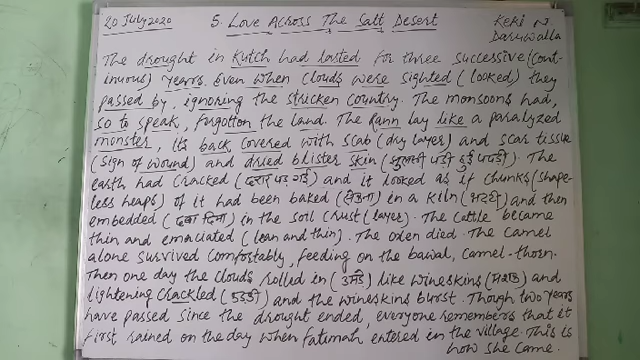 20 July 2020 5. Love Across The Salt Desert Keki N
Daruwalla
The drought in Kutch had lasted for three successive (cont-
inuous) years. Even when clouds were sighted (looked) they
passed by, ignoring the stricken country. The monsoons had,
so to speak, forgotton the land. The Rann lay like a paralyzed
monster, its back covered with scab (dry layer) and scar tissue
(sign of wound) and dried blister skin ( पड़ी हुई पपड़ी). The
earth had cracked (दरार पड़ गई) and it looked as if chunks (shape-
less heaps) of it had been baked (सेंकना) in a kiln (भट्टी) and then
embedded (दबा दिया) in the soil crust (layer). The cattle became
thin and emaciated (lean and thin). The oxen died. The camel
alone survived comfortably, feeding on the bawal, camel-thorn.
Then one day the clouds rolled in (उमड़े) like wineskins (मशक) and
lightening crackled and the wineskins burst. Though two years
have passed since the drought ended, everyone remembers that it
first rained on the day when Fatimah entered in the village. This is
how she came.